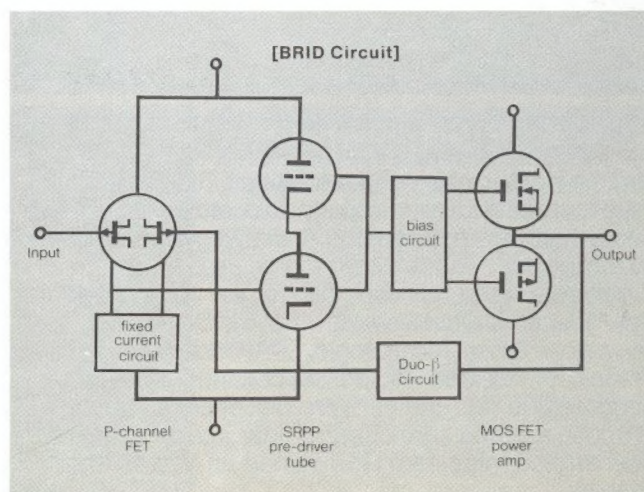 [BRID Circuit]
Input
bias
circuit
Output
fixed
current
circuit
Duo-β
circuit
P-channel
FET
SRPP
pre-driver
tube
MOS FET
power
amp